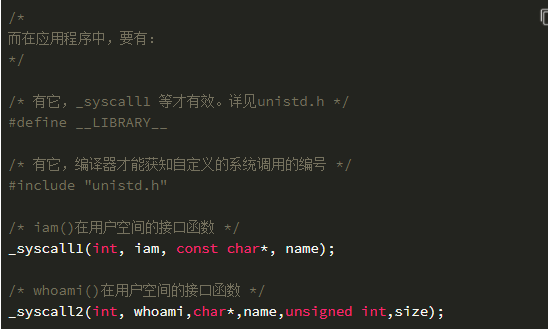 /*
而在应用程序中，要有：
*/
/* 有它，_syscall1 等才有效。详见unistd.h */
#define __LIBRARY__
/* 有它，编译器才能获知自定义的系统调用的编号 */
#include "unistd.h"
/* iam()在用户空间的接口函数 */
_syscall1(int, iam, const char*, name);
/* whoami()在用户空间的接口函数 */
_syscall2(int, whoami,char*,name,unsigned int,size);